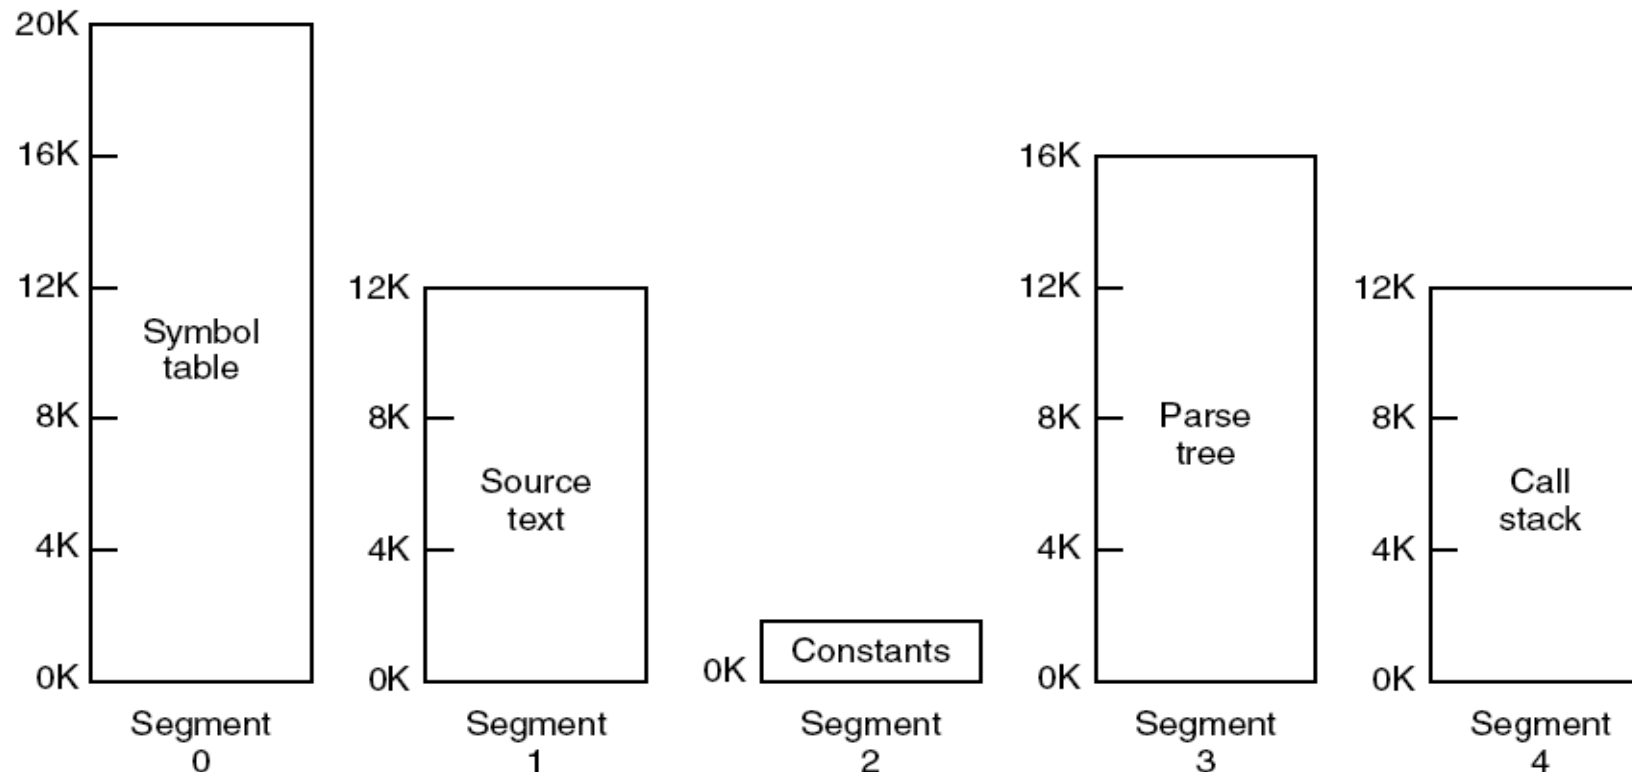 20K
16K
12K
8K
4K
0K
Symbol
table
Segment
0
12K
8K
4K
0K
Source
text
Segment
1
0K
Constants
Segment
2
16K
12K
8K
4K
0K
Parse
tree
Segment
3
12K
8K
4K
0K
Call
stack
Segment
4